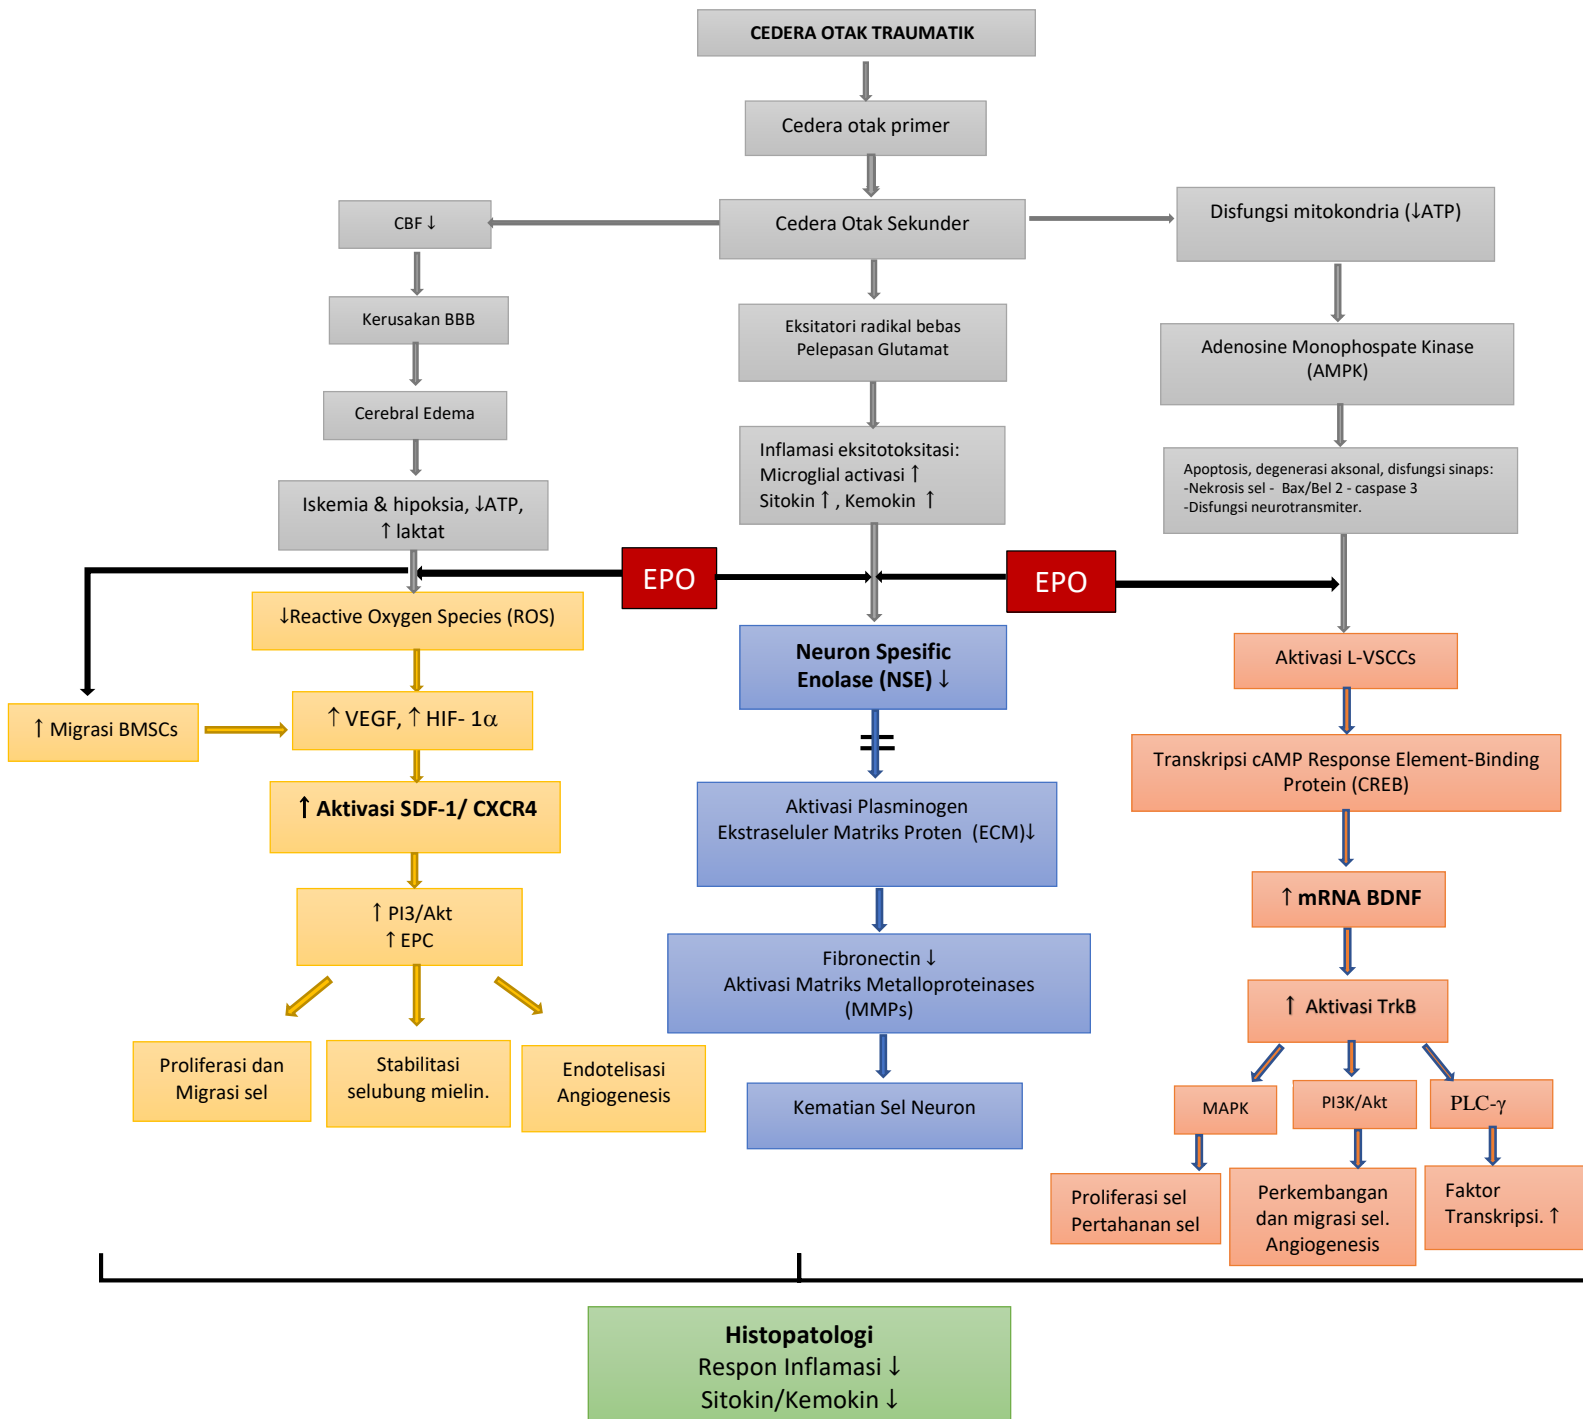 CEDERA OTAK TRAUMATIK
Cedera otak primer
Cedera Otak Sekunder
CBF ↓
Disfungsi mitokondria (↓ATP)
Kerusakan BBB
Eksitatori radikal bebas
Pelepasan Glutamat
Adenosine Monophospate Kinase
(AMPK)
Cerebral Edema
Inflamasi eksitotoksitasi:
Microglial activasi ↑
Sitokin ↑ , Kemokin ↑
Apoptosis, degenerasi aksonal, disfungsi sinaps:
-Nekrosis sel - Bax/Bel 2 - caspase 3
-Disfungsi neurotransmiter.
Iskemia & hipoksia, ↓ATP,
↑ laktat
EPO
EPO
↓Reactive Oxygen Species (ROS)
↑ Migrasi BMSCs
↑ VEGF, ↑ HIF- 1α
↑ Aktivasi SDF-1/ CXCR4
↑ PI3/Akt
↑ EPC
Proliferasi dan
Migrasi sel
Stabilitasi
selubung mielin.
Endotelisasi
Angiogenesis
Neuron Spesific
Enolase (NSE) ↓
Aktivasi Plasminogen
Ekstraseluler Matriks Proten (ECM)↓
Fibronectin ↓
Aktivasi Matriks Metalloproteinases
(MMPs)
Kematian Sel Neuron
Aktivasi L-VSCCs
Transkripsi cAMP Response Element-Binding
Protein (CREB)
↑ mRNA BDNF
↑ Aktivasi TrkB
MAPK
PI3K/Akt
PLC-γ
Proliferasi sel
Pertahanan sel
Perkembangan
dan migrasi sel.
Angiogenesis
Faktor
Transkripsi. ↑
Histopatologi
Respon Inflamasi ↓
Sitokin/Kemokin ↓